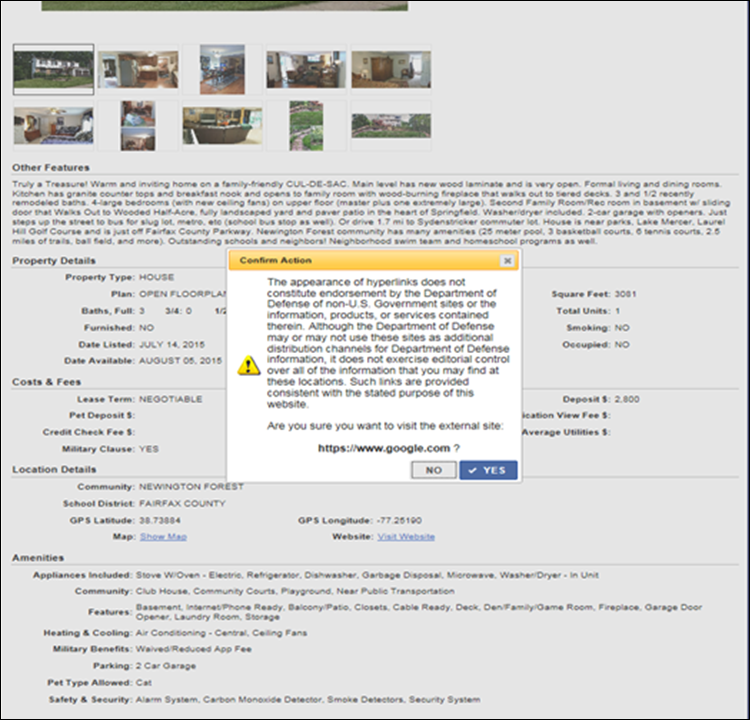 Other Features
Truly a Treasure! Warm and inviting home on a family-friendly CUL-DE-SAC. Main level has new wood laminate and is very open. Formal living and dining rooms.
Kitchen has granite counter tops and breakfast nook and opens to family room with wood-burning fireplace that walks out to tiered decks. 3 and 1/2 recently
remodeled baths. 4-large bedrooms (with new ceiling fans) on upper floor (master plus one extremely large). Second Family Room/Rec room in basement w/ sliding
door that Walks Out to Wooded Half-Acre, fully landscaped yard and paver patio in the heart of Springfield. Washer/dryer included. 2-car garage with openers. Just
steps up the street to bus for slug lot, metro, etc (school bus stop as well). Or drive 1.7 mi to Sydenstricker commuter lot. House is near parks, Lake Mercer, Laurel
Hill Golf Course and is just off Fairfax County Parkway. Newington Forest community has many amenities (25 meter pool, 3 basketball courts, 6 tennis courts, 2.5
miles of trails, ball field, and more). Outstanding schools and neighbors! Neighborhood swim team and homeschool programs as well.
Property Details
Property Type: HOUSE
Plan: OPEN FLOORPLAN
Square Feet: 3081
Baths, Full: 3 3/4: 0 1/2
Total Units: 1
Furnished: NO
Smoking: NO
Date Listed: JULY 14, 2015
Occupied: NO
Date Available: AUGUST 05, 2015
Costs & Fees
Lease Term: NEGOTIABLE
Deposit $: 2,800
Pet Deposit $:
ication View Fee $:
Credit Check Fee $:
Average Utilities $:
Military Clause: YES
Confirm Action
The appearance of hyperlinks does not
constitute endorsement by the Department of
Defense of non-U.S. Government sites or the
information, products, or services contained
therein. Although the Department of Defense
may or may not use these sites as additional
distribution channels for Department of Defense
information, it does not exercise editorial control
over all of the information that you may find at
these locations. Such links are provided
consistent with the stated purpose of this
website.
Are you sure you want to visit the external site:
https://www.google.com ?
NO
YES
Location Details
Community: NEWINGTON FOREST
School District: FAIRFAX COUNTY
GPS Latitude: 38.73884 GPS Longitude: -77.25190
Map: Show Map Website: Visit Website
Amenities
Appliances Included: Stove W/Oven - Electric, Refrigerator, Dishwasher, Garbage Disposal, Microwave, Washer/Dryer - In Unit
Community: Club House, Community Courts, Playground, Near Public Transportation
Features: Basement, Internet/Phone Ready, Balcony/Patio, Closets, Cable Ready, Deck, Den/Family/Game Room, Fireplace, Garage Door
Opener, Laundry Room, Storage
Heating & Cooling: Air Conditioning - Central, Ceiling Fans
Military Benefits: Waived/Reduced App Fee
Parking: 2 Car Garage
Pet Type Allowed: Cat
Safety & Security: Alarm System, Carbon Monoxide Detector, Smoke Detectors, Security System